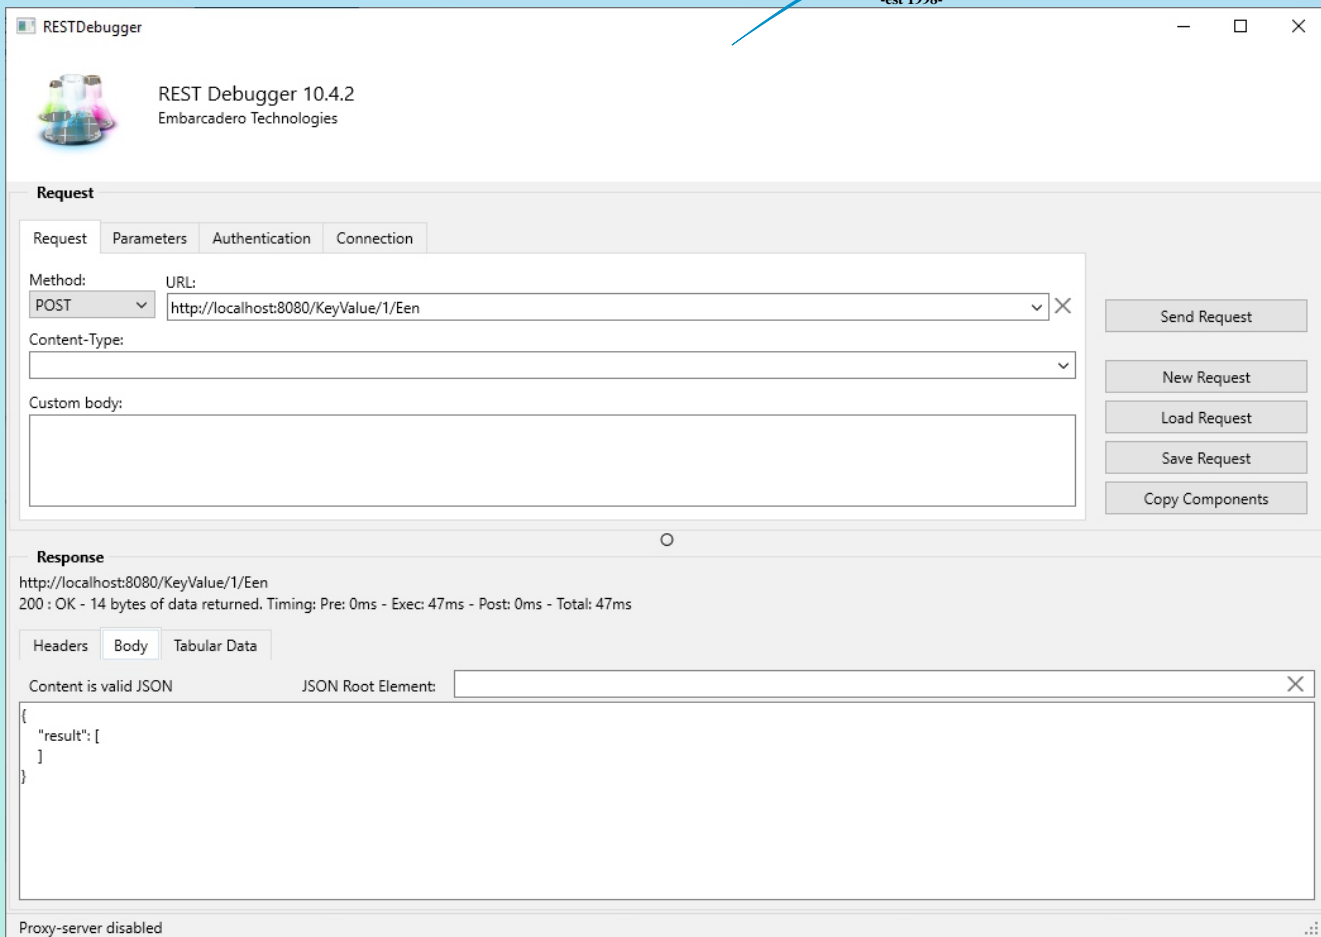 -est 1998-
RESTDebugger
REST Debugger 10.4.2
Embarcadero Technologies
Request
Request Parameters Authentication Connection
Method: URL:
POST http://localhost:8080/KeyValue/1/Een
Send Request
Content-Type:
New Request
Custom body:
Load Request
Save Request
Copy Components
Response
http://localhost:8080/KeyValue/1/Een
200 : OK - 14 bytes of data returned. Timing: Pre: 0ms - Exec: 47ms - Post: 0ms - Total: 47ms
Headers Body Tabular Data
Content is valid JSON JSON Root Element:
{
"result": [
]
}
Proxy-server disabled